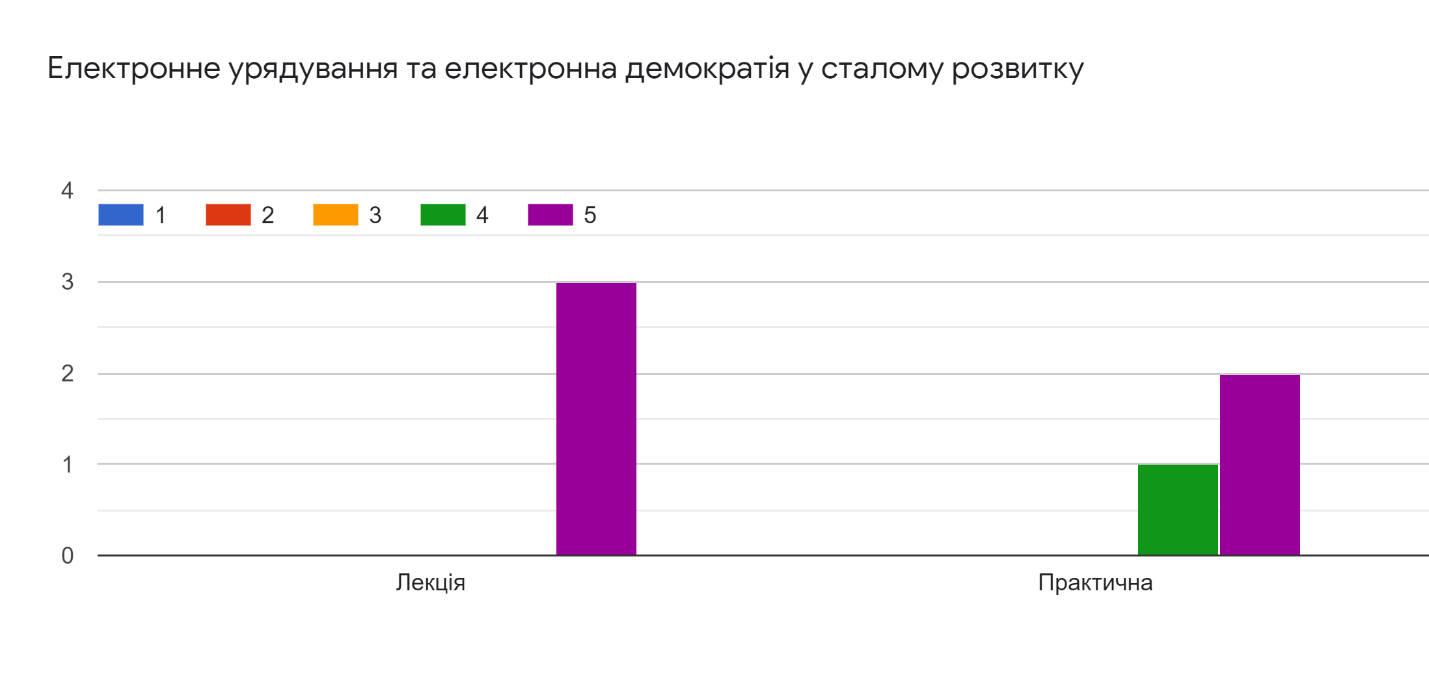 Електронне урядування та електронна демократія у сталому розвитку
4
1 2 3 4 5
3
2
1
0
Лекція Практична